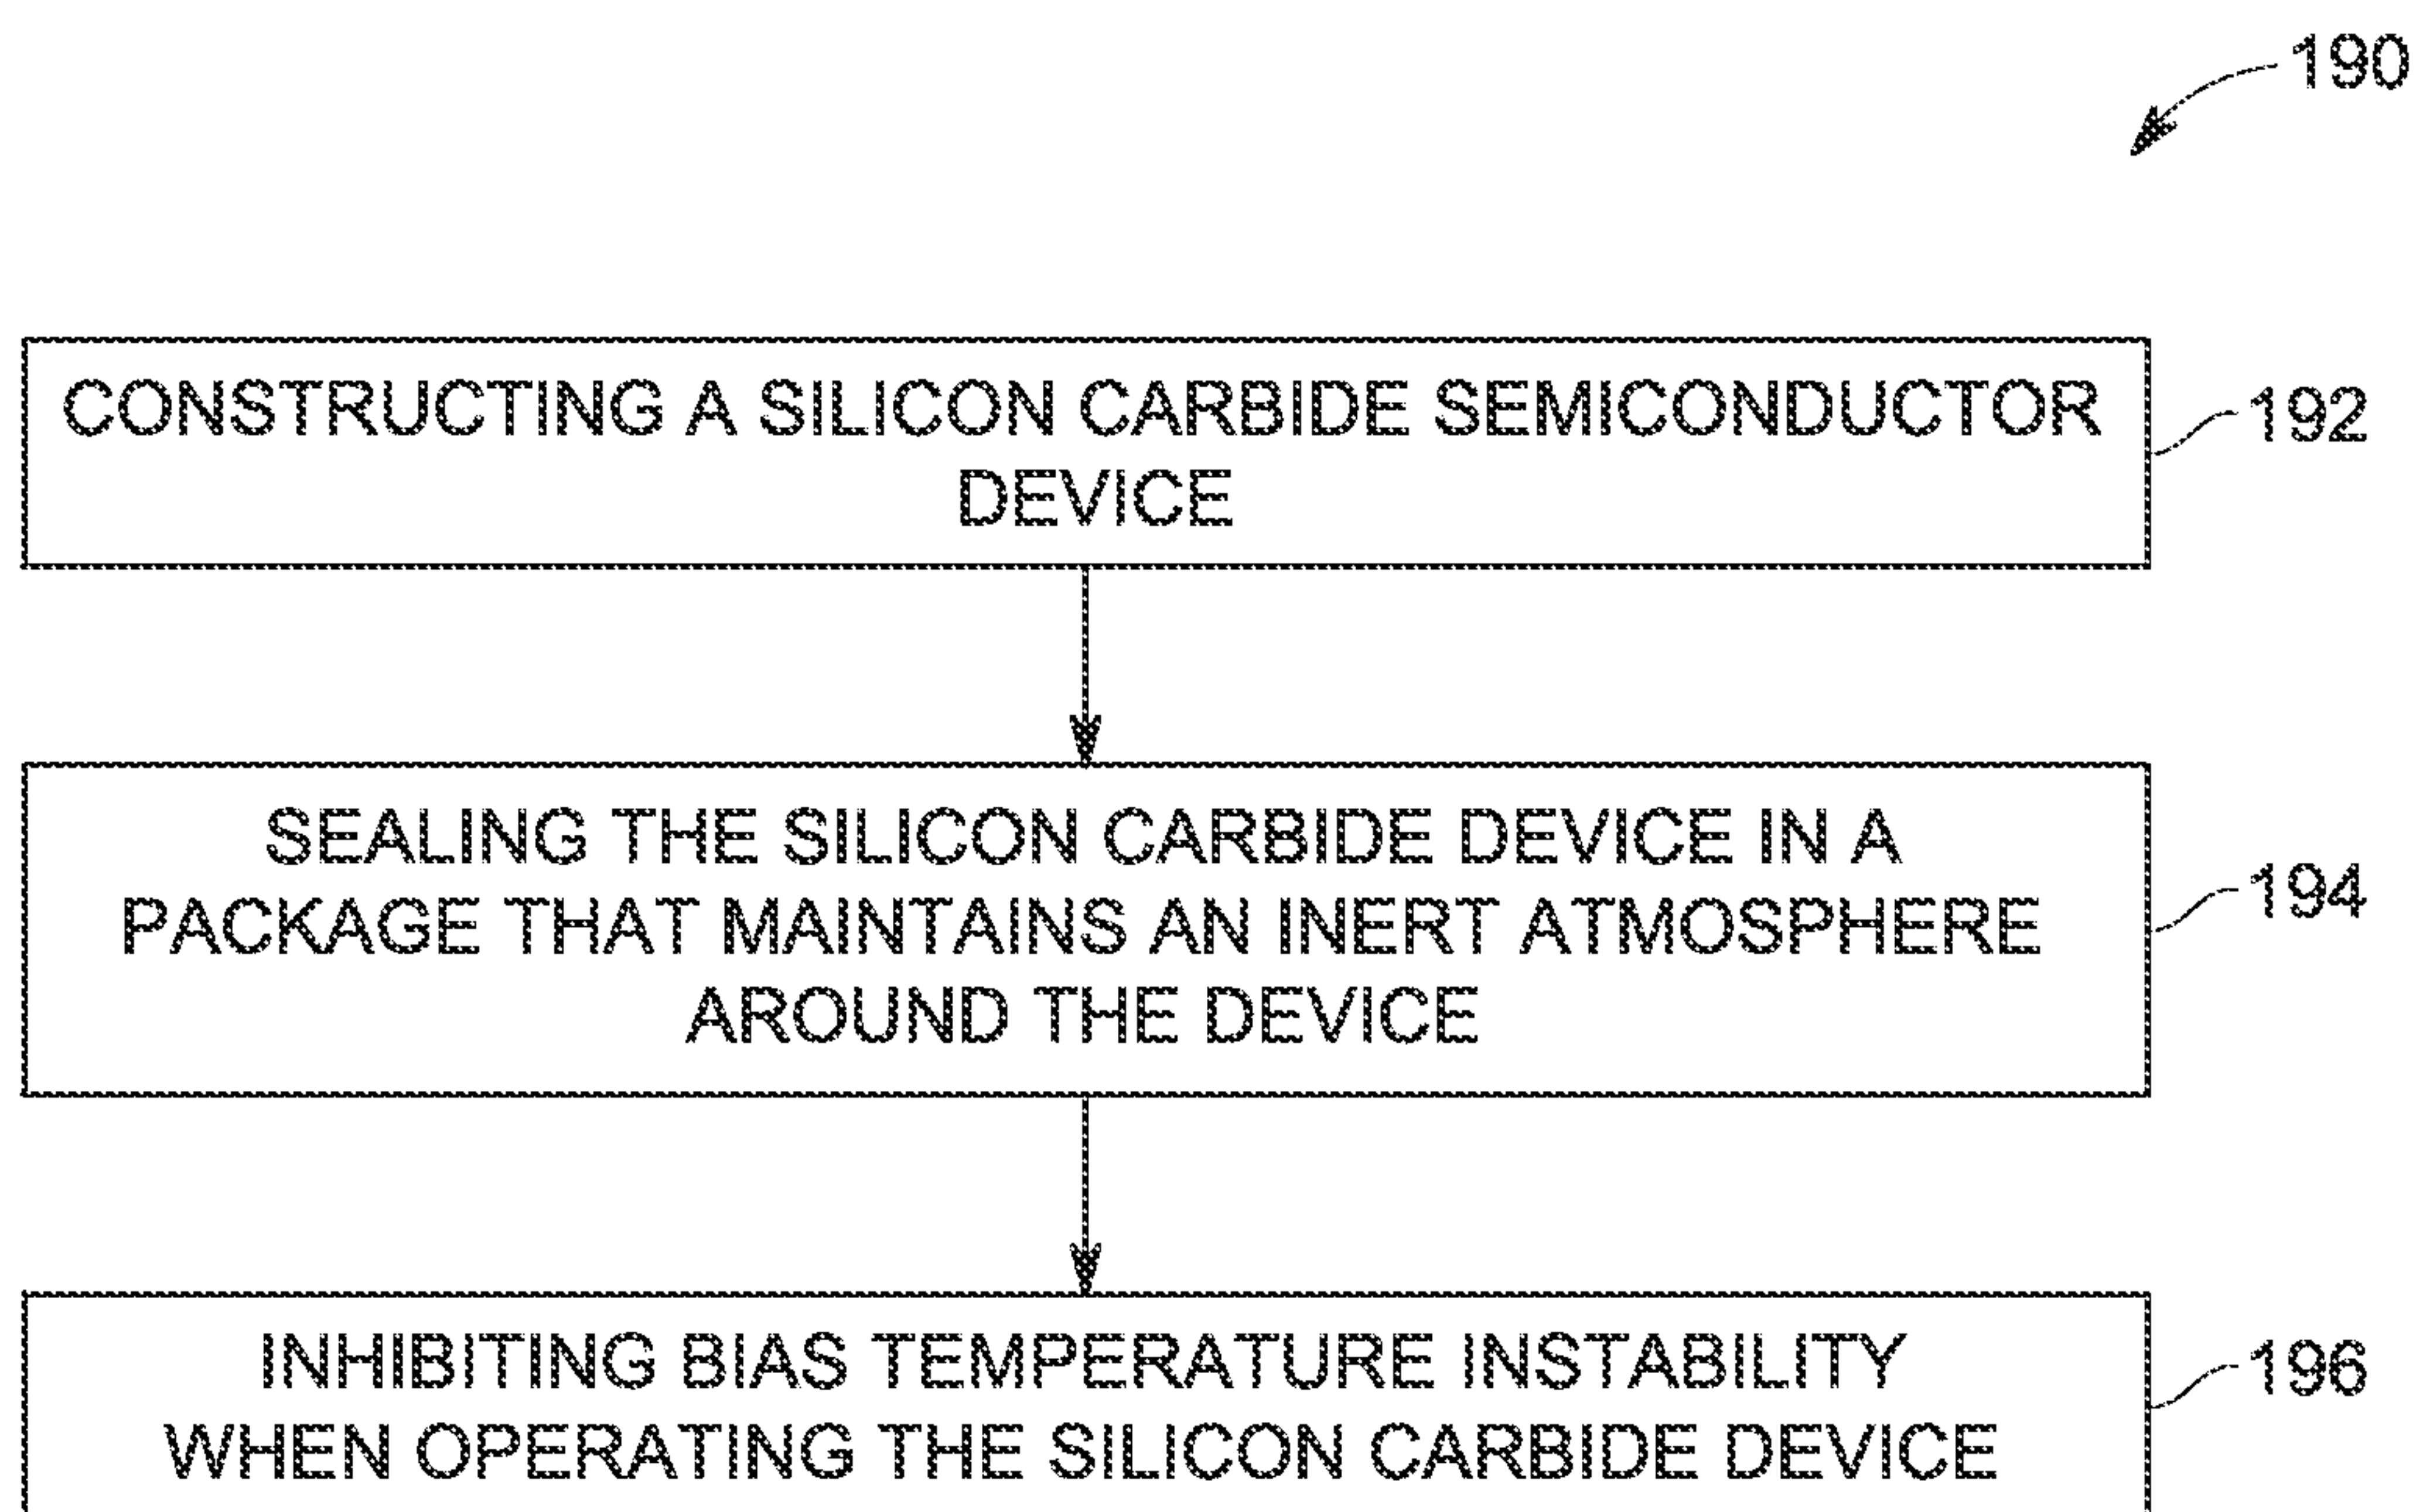 190
CONSTRUCTING A SILICON CARBIDE SEMICONDUCTOR
DEVICE
192
SEALING THE SILICON CARBIDE DEVICE IN A
PACKAGE THAT MAINTAINS AN INERT ATMOSPHERE
AROUND THE DEVICE
194
INHIBITING BIAS TEMPERATURE INSTABILITY
WHEN OPERATING THE SILICON CARBIDE DEVICE
196